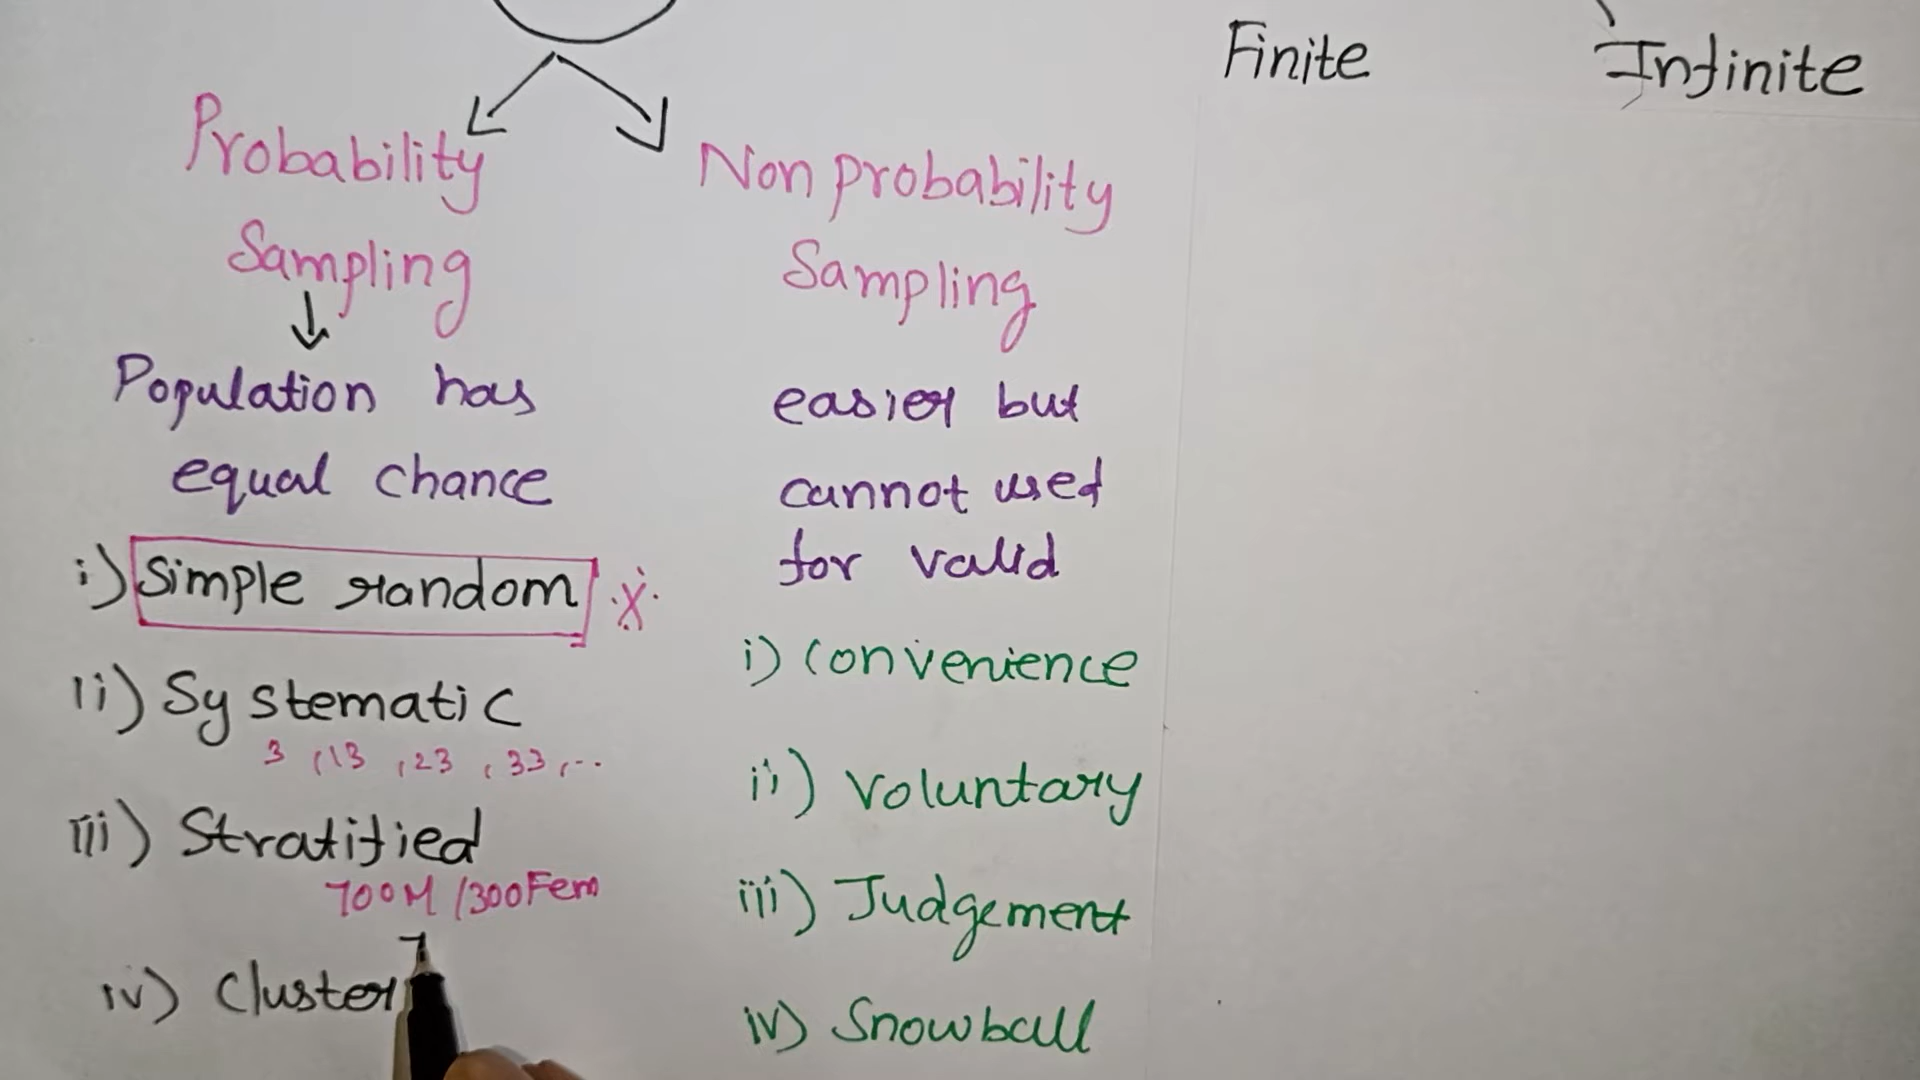 Finite
Infinite
Probability
Sampling
Population has
equal chance
i) Simple random
ii) Systematic
3, 13, 23, 33, ..
iii) Stratified
700M / 300Fem
7
iv) Cluster
Non probability
Sampling
easier but
cannot used
for valid
i) Convenience
ii) Voluntary
iii) Judgement
iv) Snowball